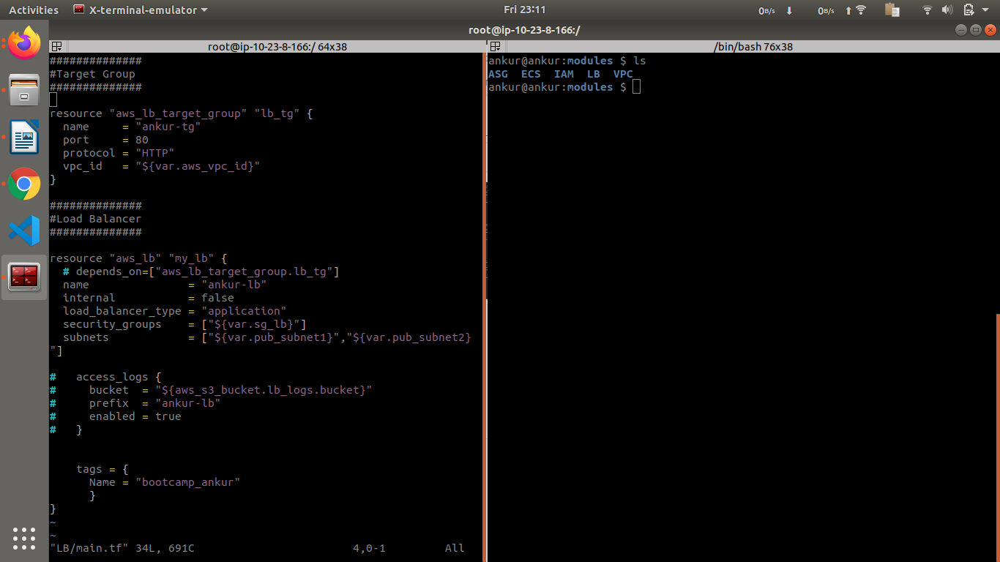 Activities
X-terminal-emulator
Fri 23:11
0B/s
0B/s
root@ip-10-23-8-166:/
root@ip-10-23-8-166:/ 64x38
##############
#Target Group
##############

resource "aws_lb_target_group" "lb_tg" {
  name     = "ankur-tg"
  port     = 80
  protocol = "HTTP"
  vpc_id   = "${var.aws_vpc_id}"
}

##############
#Load Balancer
##############

resource "aws_lb" "my_lb" {
  # depends_on=["aws_lb_target_group.lb_tg"]
  name               = "ankur-lb"
  internal           = false
  load_balancer_type = "application"
  security_groups    = ["${var.sg_lb}"]
  subnets            = ["${var.pub_subnet1}","${var.pub_subnet2}
"]

#   access_logs {
#     bucket  = "${aws_s3_bucket.lb_logs.bucket}"
#     prefix  = "ankur-lb"
#     enabled = true
#   }


    tags = {
      Name = "bootcamp_ankur"
      }
}
~
~
"LB/main.tf" 34L, 691C                        4,0-1         All
/bin/bash 76x38
ankur@ankur:modules $ ls
ASG  ECS  IAM  LB  VPC
ankur@ankur:modules $